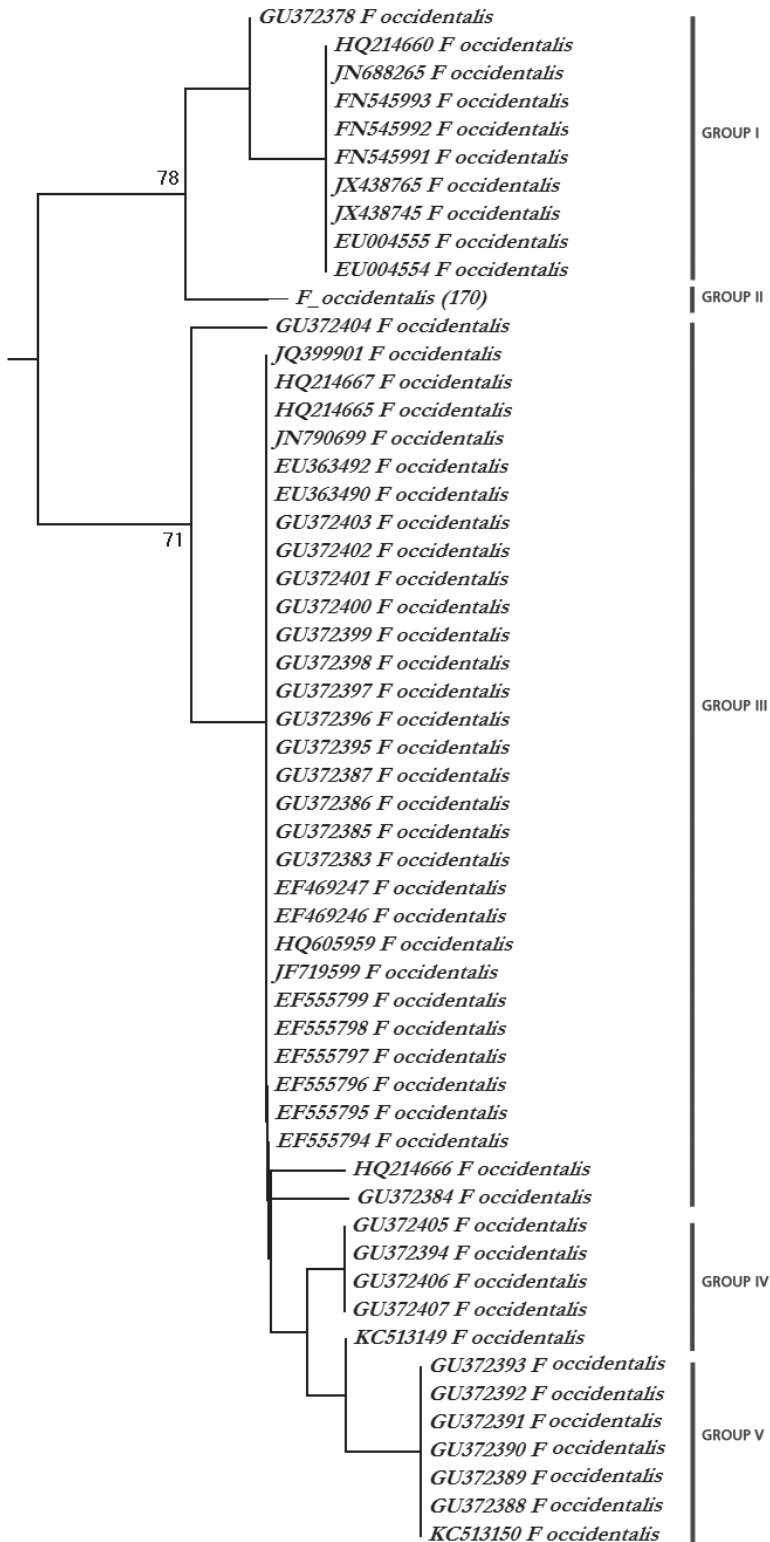 GU372378 F occidentalis
HQ214660 F occidentalis
JN688265 F occidentalis
FN545993 F occidentalis
FN545992 F occidentalis
GROUP I
FN545991 F occidentalis
78
JX438765 F occidentalis
JX438745 F occidentalis
EU004555 F occidentalis
EU004554 F occidentalis
F_occidentalis (170)
GROUP II
GU372404 F occidentalis
JQ399901 F occidentalis
HQ214667 F occidentalis
HQ214665 F occidentalis
JN790699 F occidentalis
EU363492 F occidentalis
EU363490 F occidentalis
GU372403 F occidentalis
71
GU372402 F occidentalis
GU372401 F occidentalis
GU372400 F occidentalis
GU372399 F occidentalis
GU372398 F occidentalis
GU372397 F occidentalis
GROUP III
GU372396 F occidentalis
GU372395 F occidentalis
GU372387 F occidentalis
GU372386 F occidentalis
GU372385 F occidentalis
GU372383 F occidentalis
EF469247 F occidentalis
EF469246 F occidentalis
HQ605959 F occidentalis
JF719599 F occidentalis
EF555799 F occidentalis
EF555798 F occidentalis
EF555797 F occidentalis
EF555796 F occidentalis
EF555795 F occidentalis
EF555794 F occidentalis
HQ214666 F occidentalis
GU372384 F occidentalis
GU372405 F occidentalis
GU372394 F occidentalis
GU372406 F occidentalis
GROUP IV
GU372407 F occidentalis
KC513149 F occidentalis
GU372393 F occidentalis
GU372392 F occidentalis
GU372391 F occidentalis
GROUP V
GU372390 F occidentalis
GU372389 F occidentalis
GU372388 F occidentalis
KC513150 F occidentalis